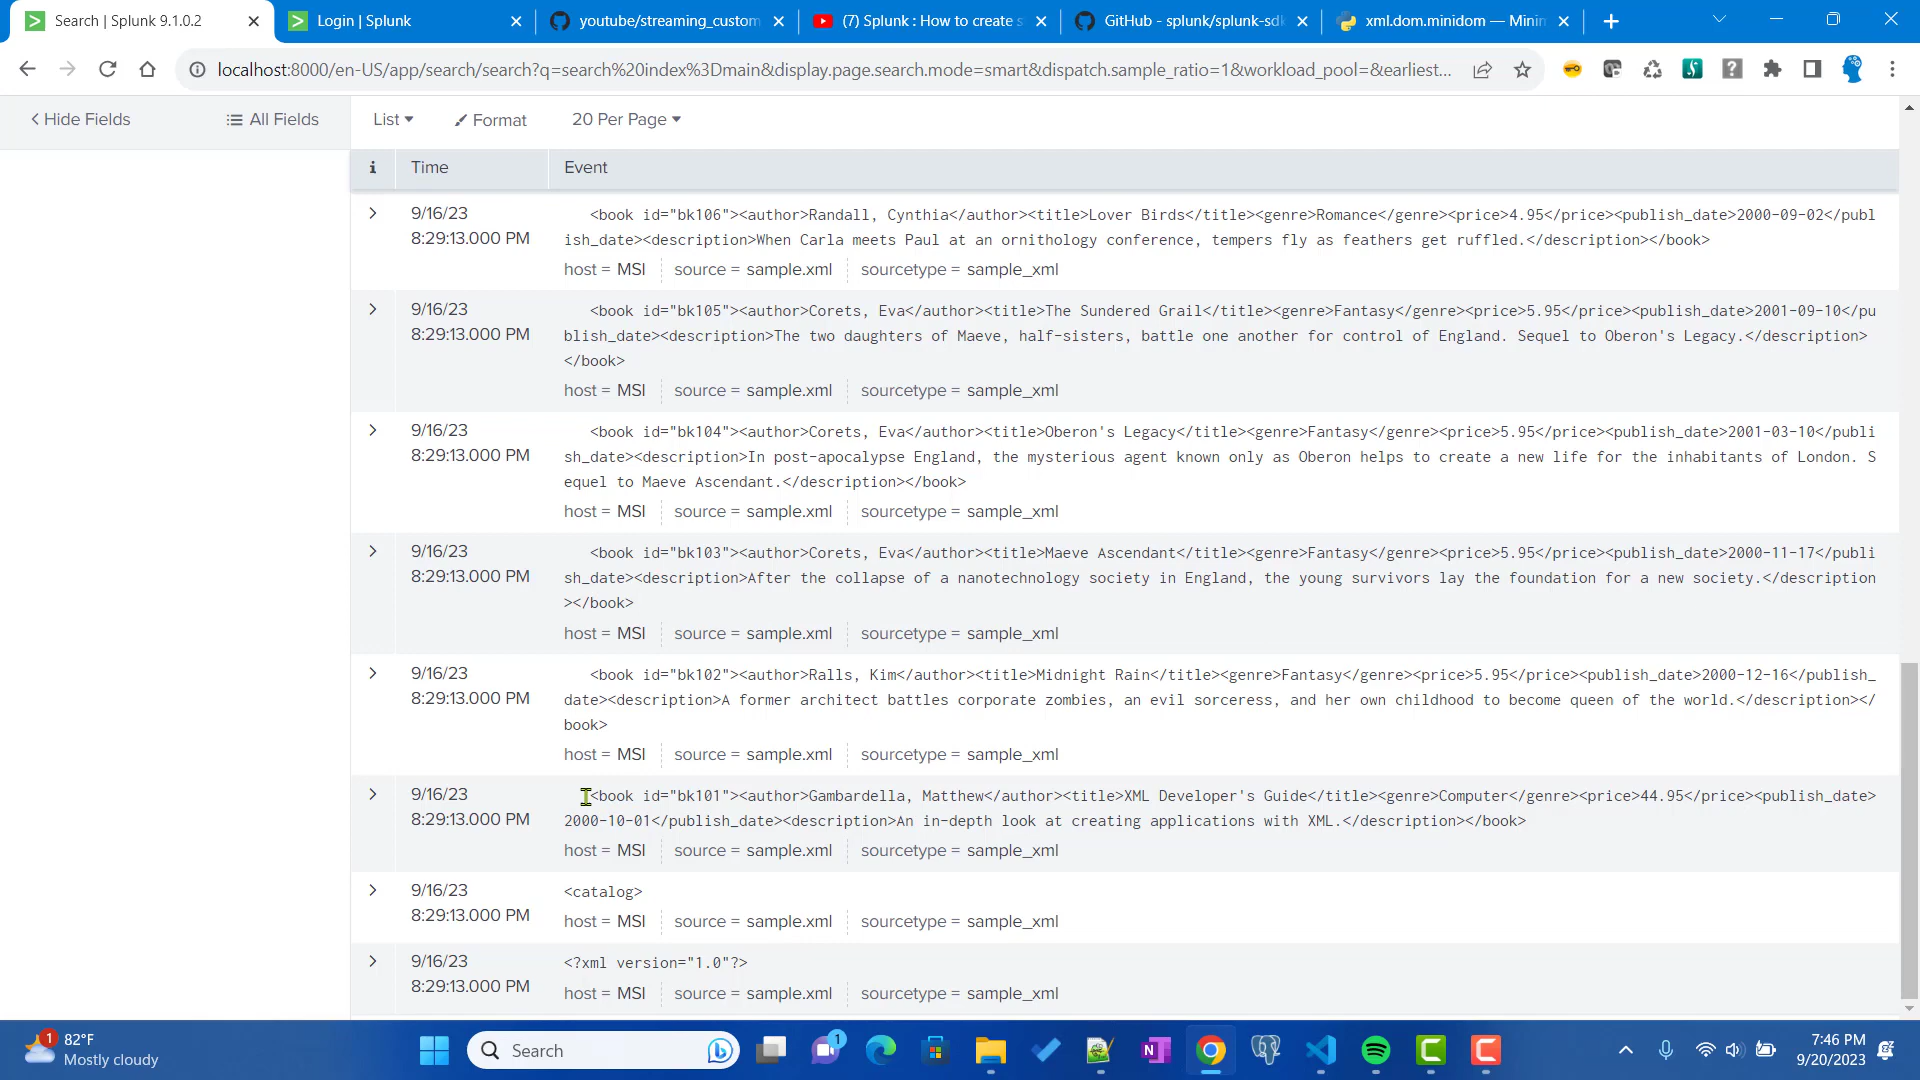 Search | Splunk 9.1.0.2
Login | Splunk
youtube/streaming_custom
(7) Splunk : How to create s
GitHub - splunk/splunk-sdk
xml.dom.minidom — Minin
localhost:8000/en-US/app/search/search?q=search%20index%3Dmain&display.page.search.mode=smart&dispatch.sample_ratio=1&workload_pool=&earliest...
Hide Fields
All Fields
List
Format
20 Per Page
i
Time
Event
9/16/23
8:29:13.000 PM
<book id="bk106"><author>Randall, Cynthia</author><title>Lover Birds</title><genre>Romance</genre><price>4.95</price><publish_date>2000-09-02</publ
ish_date><description>When Carla meets Paul at an ornithology conference, tempers fly as feathers get ruffled.</description></book>
host = MSI source = sample.xml sourcetype = sample_xml
9/16/23
8:29:13.000 PM
<book id="bk105"><author>Corets, Eva</author><title>The Sundered Grail</title><genre>Fantasy</genre><price>5.95</price><publish_date>2001-09-10</pu
blish_date><description>The two daughters of Maeve, half-sisters, battle one another for control of England. Sequel to Oberon's Legacy.</description>
</book>
host = MSI source = sample.xml sourcetype = sample_xml
9/16/23
8:29:13.000 PM
<book id="bk104"><author>Corets, Eva</author><title>Oberon's Legacy</title><genre>Fantasy</genre><price>5.95</price><publish_date>2001-03-10</publi
sh_date><description>In post-apocalypse England, the mysterious agent known only as Oberon helps to create a new life for the inhabitants of London. S
equel to Maeve Ascendant.</description></book>
host = MSI source = sample.xml sourcetype = sample_xml
9/16/23
8:29:13.000 PM
<book id="bk103"><author>Corets, Eva</author><title>Maeve Ascendant</title><genre>Fantasy</genre><price>5.95</price><publish_date>2000-11-17</publi
sh_date><description>After the collapse of a nanotechnology society in England, the young survivors lay the foundation for a new society.</description
></book>
host = MSI source = sample.xml sourcetype = sample_xml
9/16/23
8:29:13.000 PM
<book id="bk102"><author>Ralls, Kim</author><title>Midnight Rain</title><genre>Fantasy</genre><price>5.95</price><publish_date>2000-12-16</publish_
date><description>A former architect battles corporate zombies, an evil sorceress, and her own childhood to become queen of the world.</description></
book>
host = MSI source = sample.xml sourcetype = sample_xml
9/16/23
8:29:13.000 PM
<book id="bk101"><author>Gambardella, Matthew</author><title>XML Developer's Guide</title><genre>Computer</genre><price>44.95</price><publish_date>
2000-10-01</publish_date><description>An in-depth look at creating applications with XML.</description></book>
host = MSI source = sample.xml sourcetype = sample_xml
9/16/23
8:29:13.000 PM
<catalog>
host = MSI source = sample.xml sourcetype = sample_xml
9/16/23
8:29:13.000 PM
<?xml version="1.0"?>
host = MSI source = sample.xml sourcetype = sample_xml
1
82°F
Mostly cloudy
Search
1
7:46 PM
9/20/2023